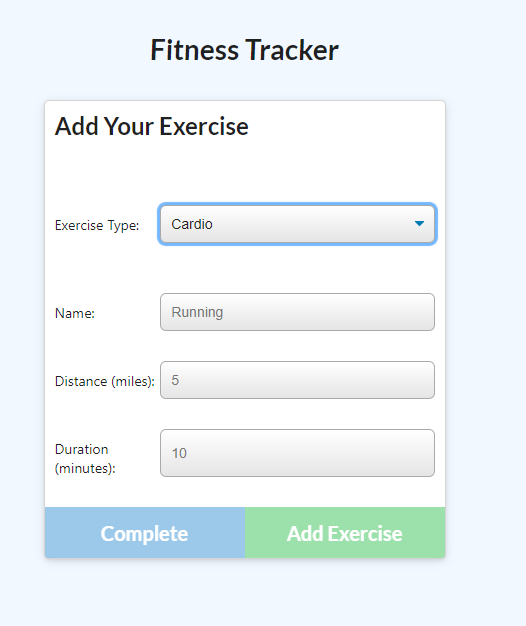 Fitness Tracker
Add Your Exercise
Exercise Type: Cardio
Name: Running
Distance (miles): 5
Duration
(minutes): 10
Complete Add Exercise